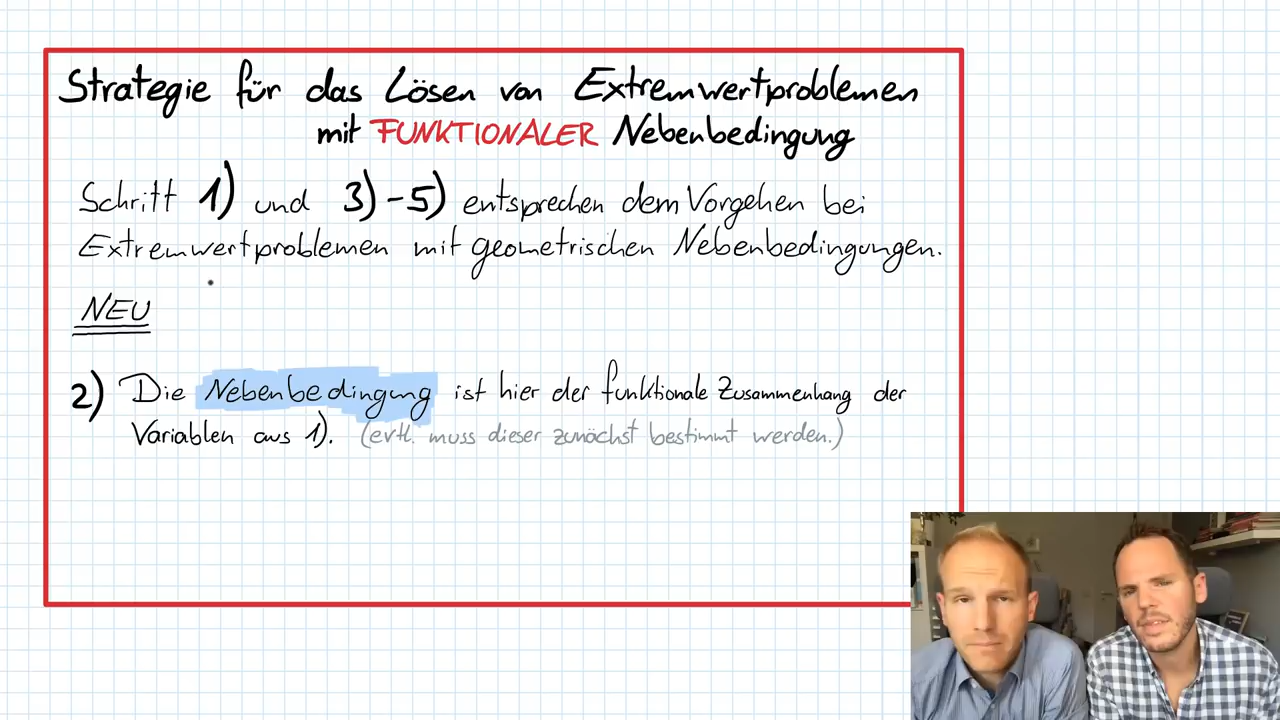 Strategie für das Lösen von Extremwertproblemen
mit FUNKTIONALER Nebenbedingung
Schritt 1) und 3)-5) entsprechen dem Vorgehen bei
Extremwertproblemen mit geometrischen Nebenbedingungen.
NEU
2) Die Nebenbedingung ist hier der funktionale Zusammenhang der
Variablen aus 1). (evtl. muss dieser zunächst bestimmt werden.)